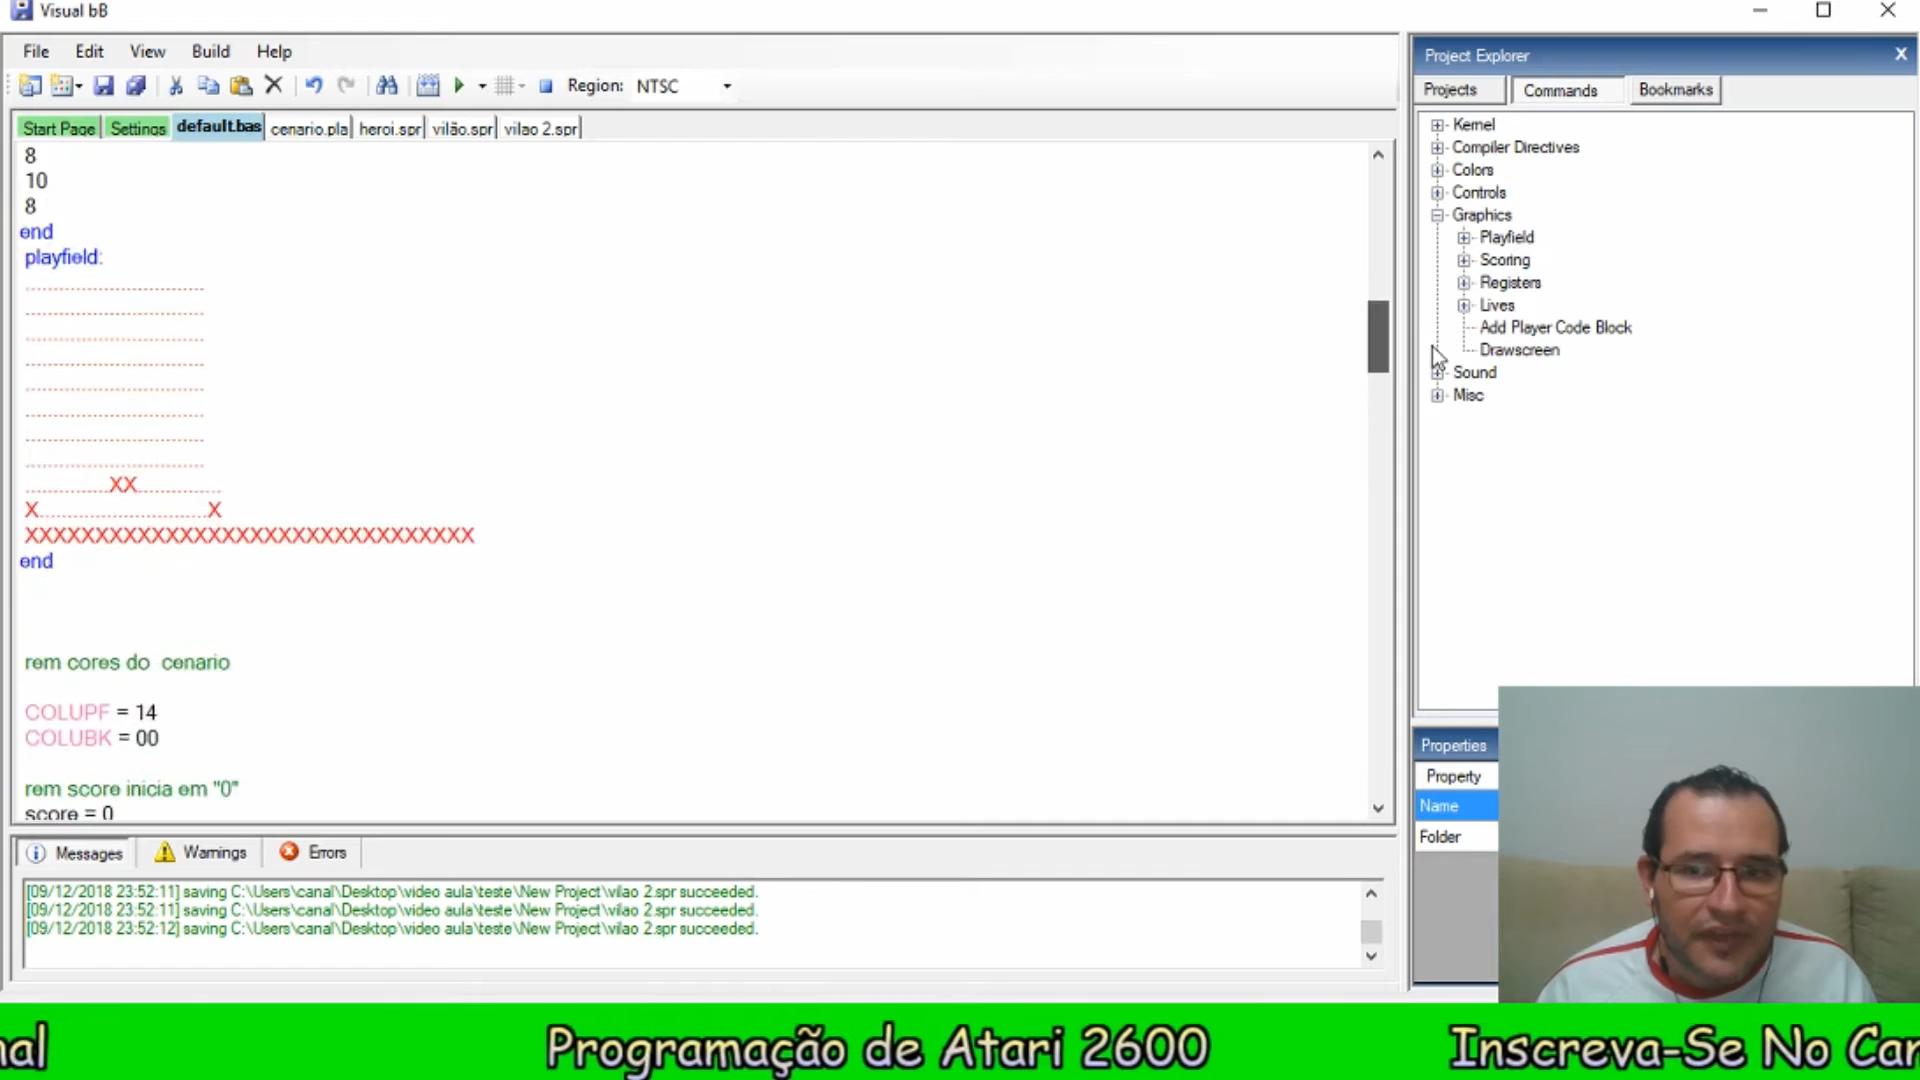 Visual bB
File Edit View Build Help
Region: NTSC
Start Page Settings default.bas cenario.pla heroi.spr vilão.spr vilao 2.spr
8
10
8
end
playfield:
................................
................................
................................
................................
................................
................................
................................
................................
...............XX...............
X..............................X
XXXXXXXXXXXXXXXXXXXXXXXXXXXXXXXX
end
rem cores do  cenario
COLUPF = 14
COLUBK = 00
rem score inicia em "0"
score = 0
Messages Warnings Errors
[09/12/2018 23:52:11] saving C:\Users\canal\Desktop\video aula\teste\New Project\vilao 2.spr succeeded.
[09/12/2018 23:52:11] saving C:\Users\canal\Desktop\video aula\teste\New Project\vilao 2.spr succeeded.
[09/12/2018 23:52:12] saving C:\Users\canal\Desktop\video aula\teste\New Project\vilao 2.spr succeeded.
Project Explorer
Projects Commands Bookmarks
Kernel
Compiler Directives
Colors
Controls
Graphics
Playfield
Scoring
Registers
Lives
Add Player Code Block
Drawscreen
Sound
Misc
Properties
Property
Name
Folder
nal Programação de Atari 2600 Inscreva-Se No Can